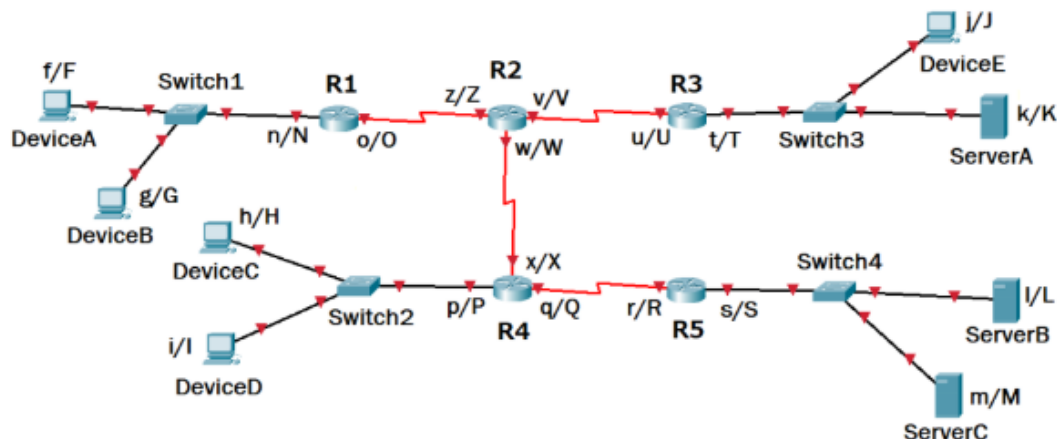 j/J
DeviceE
f/F
Switch1
R1
R2
R3
z/Z
v/V
k/K
DeviceA
n/N
o/O
u/U
t/T
Switch3
ServerA
w/W
g/G
DeviceB
h/H
DeviceC
x/X
Switch4
l/L
Switch2
p/P
q/Q
r/R
R5
s/S
ServerB
R4
i/I
DeviceD
m/M
ServerC